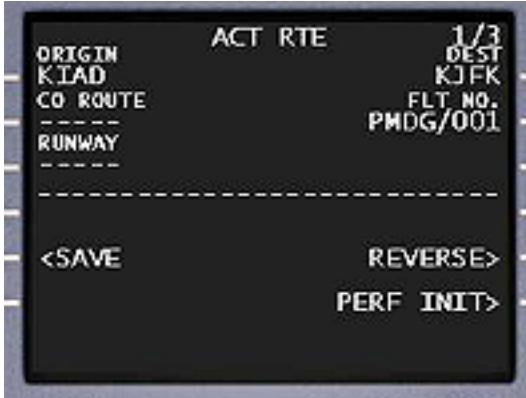 ACT RTE 1/3
ORIGIN DEST
KIAD KJFK
CO ROUTE FLT NO.
----- PMDG/001
RUNWAY
-----
------------------------------
<SAVE REVERSE>
PERF INIT>